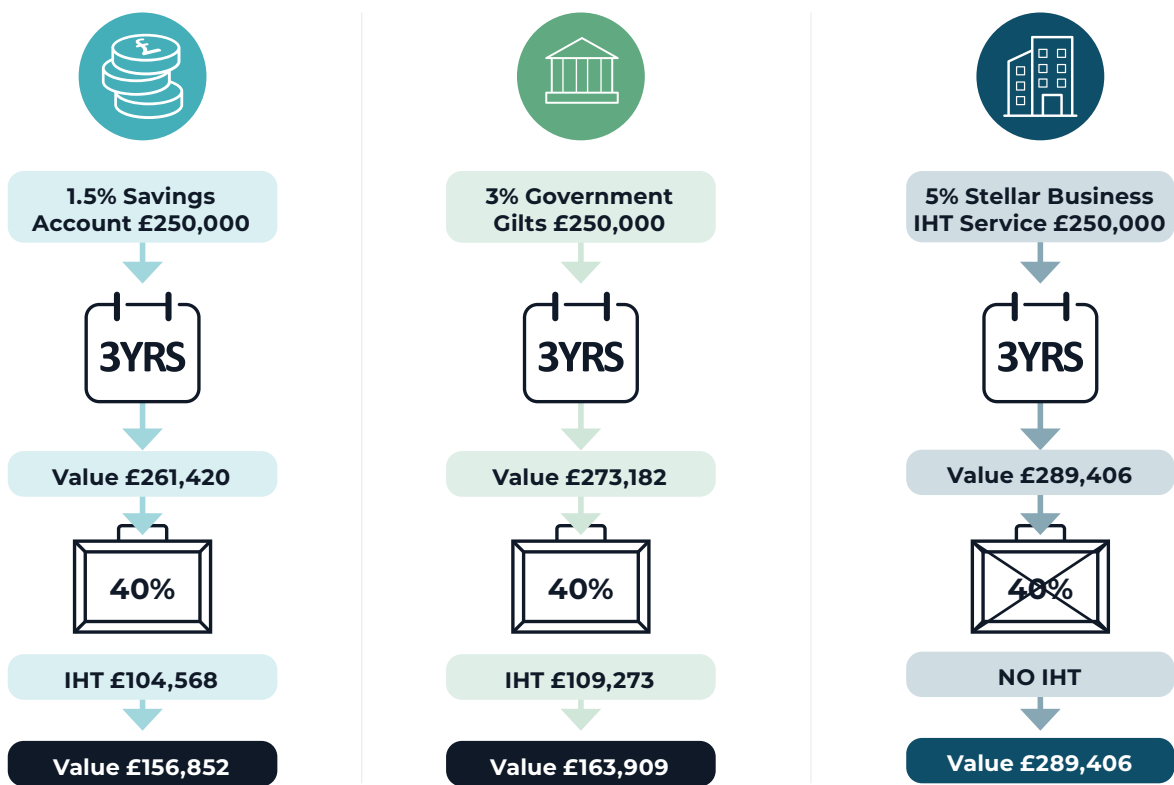 £
1.5% Savings
Account £250,000
3YRS
Value £261,420
40%
IHT £104,568
Value £156,852
3% Government
Gilts £250,000
3YRS
Value £273,182
40%
IHT £109,273
Value £163,909
5% Stellar Business
IHT Service £250,000
3YRS
Value £289,406
40%
NO IHT
Value £289,406